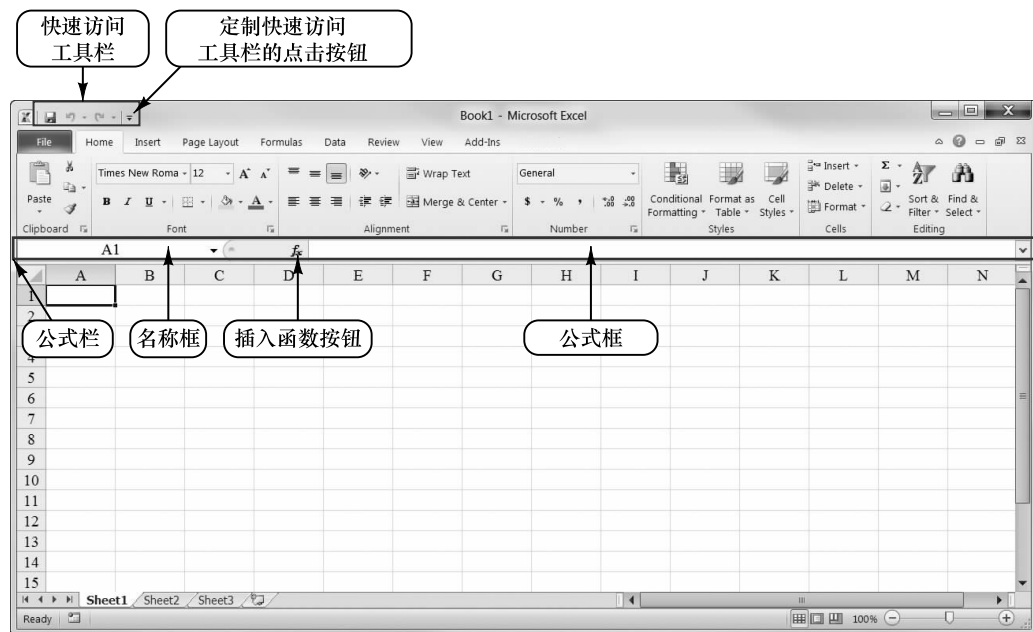 快速访问
工具栏
定制快速访问
工具栏的点击按钮
Book1 - Microsoft Excel
File Home Insert Page Layout Formulas Data Review View Add-Ins
Paste
Times New Roma 12
B I U A
Wrap Text
Merge & Center
General
$ % , .0 .00 .00 .0
Conditional Formatting
Format as Table
Cell Styles
Insert
Delete
Format
Σ
Sort & Filter
Find & Select
Clipboard Font Alignment Number Styles Cells Editing
A1 fx
A B C D E F G H I J K L M N
1
2
公式栏 名称框 插入函数按钮 公式框
4
5
6
7
8
9
10
11
12
13
14
15
Sheet1 Sheet2 Sheet3
Ready 100%